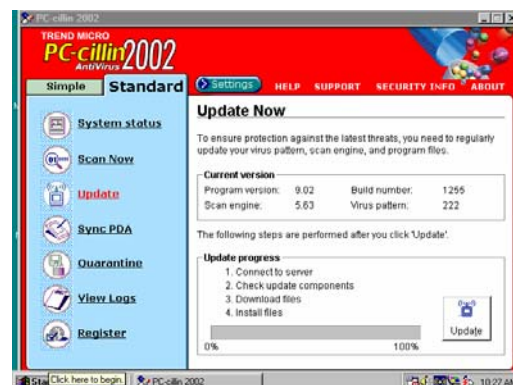 PC-cillin 2002
TREND MICRO
PC-cillin 2002
AntiVirus
Simple Standard Settings HELP SUPPORT SECURITY INFO ABOUT
System status
Scan Now
Update
Sync PDA
Quarantine
View Logs
Register
Update Now
To ensure protection against the latest threats, you need to regularly
update your virus pattern, scan engine, and program files.
Current version
Program version: 9.02 Build number: 1255
Scan engine: 5.63 Virus pattern: 222
The following steps are performed after you click 'Update'.
Update progress
1. Connect to server
2. Check update components
3. Download files
4. Install files
Update
0% 100%
Click here to begin. PC-cillin 2002 10:27 AM